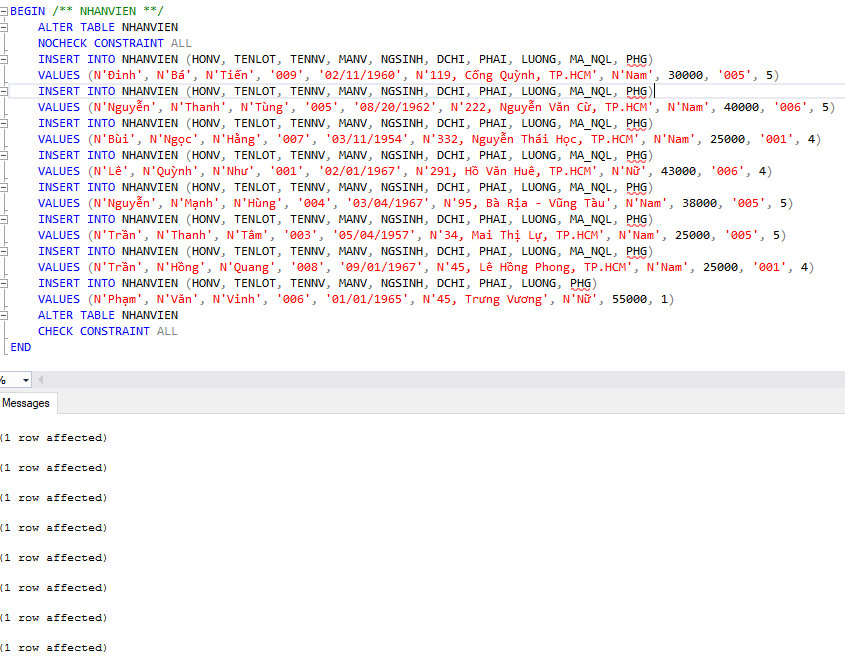 BEGIN /** NHANVIEN **/
ALTER TABLE NHANVIEN
NOCHECK CONSTRAINT ALL
INSERT INTO NHANVIEN (HONV, TENLOT, TENNV, MANV, NGSINH, DCHI, PHAI, LUONG, MA_NQL, PHG)
VALUES (N'Đinh', N'Bá', N'Tiến', '009', '02/11/1960', N'119, Cống Quỳnh, TP.HCM', N'Nam', 30000, '005', 5)
INSERT INTO NHANVIEN (HONV, TENLOT, TENNV, MANV, NGSINH, DCHI, PHAI, LUONG, MA_NQL, PHG)
VALUES (N'Nguyễn', N'Thanh', N'Tùng', '005', '08/20/1962', N'222, Nguyễn Văn Cừ, TP.HCM', N'Nam', 40000, '006', 5)
INSERT INTO NHANVIEN (HONV, TENLOT, TENNV, MANV, NGSINH, DCHI, PHAI, LUONG, MA_NQL, PHG)
VALUES (N'Bùi', N'Ngọc', N'Hằng', '007', '03/11/1954', N'332, Nguyễn Thái Học, TP.HCM', N'Nam', 25000, '001', 4)
INSERT INTO NHANVIEN (HONV, TENLOT, TENNV, MANV, NGSINH, DCHI, PHAI, LUONG, MA_NQL, PHG)
VALUES (N'Lê', N'Quỳnh', N'Như', '001', '02/01/1967', N'291, Hồ Văn Huê, TP.HCM', N'Nữ', 43000, '006', 4)
INSERT INTO NHANVIEN (HONV, TENLOT, TENNV, MANV, NGSINH, DCHI, PHAI, LUONG, MA_NQL, PHG)
VALUES (N'Nguyễn', N'Mạnh', N'Hùng', '004', '03/04/1967', N'95, Bà Rịa - Vũng Tàu', N'Nam', 38000, '005', 5)
INSERT INTO NHANVIEN (HONV, TENLOT, TENNV, MANV, NGSINH, DCHI, PHAI, LUONG, MA_NQL, PHG)
VALUES (N'Trần', N'Thanh', N'Tâm', '003', '05/04/1957', N'34, Mai Thị Lự, TP.HCM', N'Nam', 25000, '005', 5)
INSERT INTO NHANVIEN (HONV, TENLOT, TENNV, MANV, NGSINH, DCHI, PHAI, LUONG, MA_NQL, PHG)
VALUES (N'Trần', N'Hồng', N'Quang', '008', '09/01/1967', N'45, Lê Hồng Phong, TP.HCM', N'Nam', 25000, '001', 4)
INSERT INTO NHANVIEN (HONV, TENLOT, TENNV, MANV, NGSINH, DCHI, PHAI, LUONG, PHG)
VALUES (N'Phạm', N'Văn', N'Vinh', '006', '01/01/1965', N'45, Trưng Vương', N'Nữ', 55000, 1)
ALTER TABLE NHANVIEN
CHECK CONSTRAINT ALL
END
%
Messages
(1 row affected)
(1 row affected)
(1 row affected)
(1 row affected)
(1 row affected)
(1 row affected)
(1 row affected)
(1 row affected)